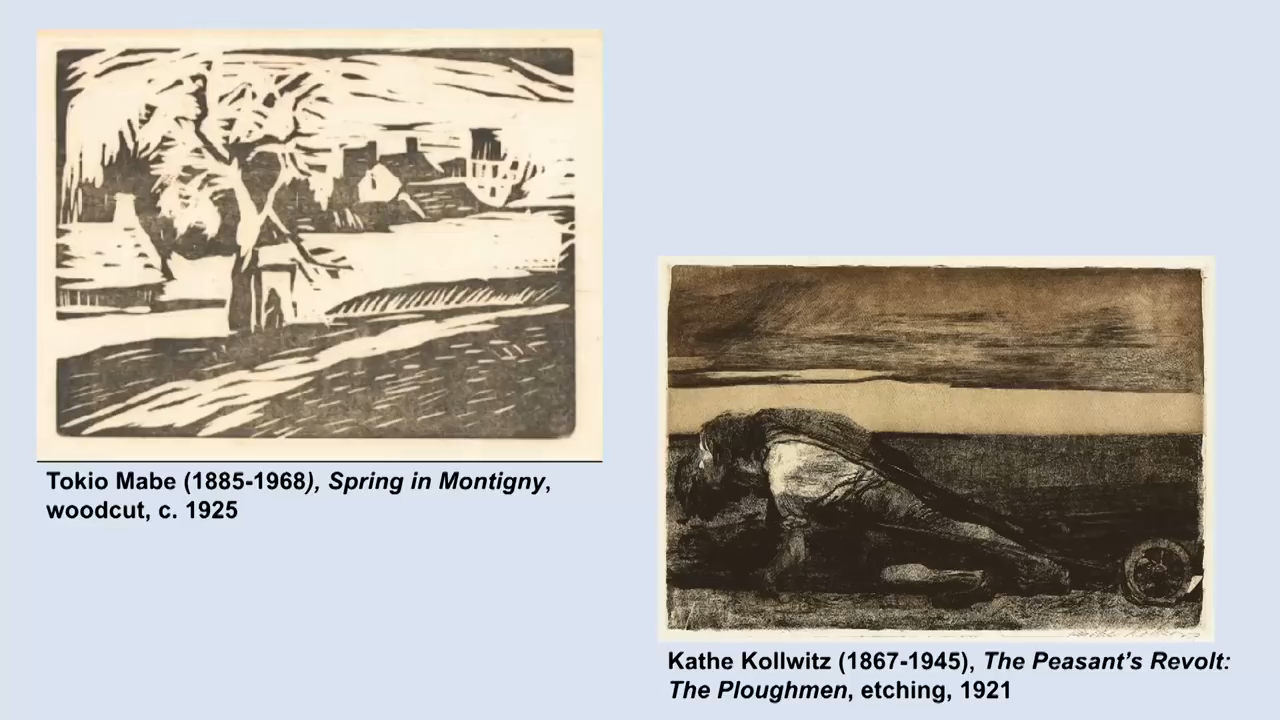 Tokio Mabe (1885-1968), Spring in Montigny,
woodcut, c. 1925
Kathe Kollwitz (1867-1945), The Peasant’s Revolt:
The Ploughmen, etching, 1921